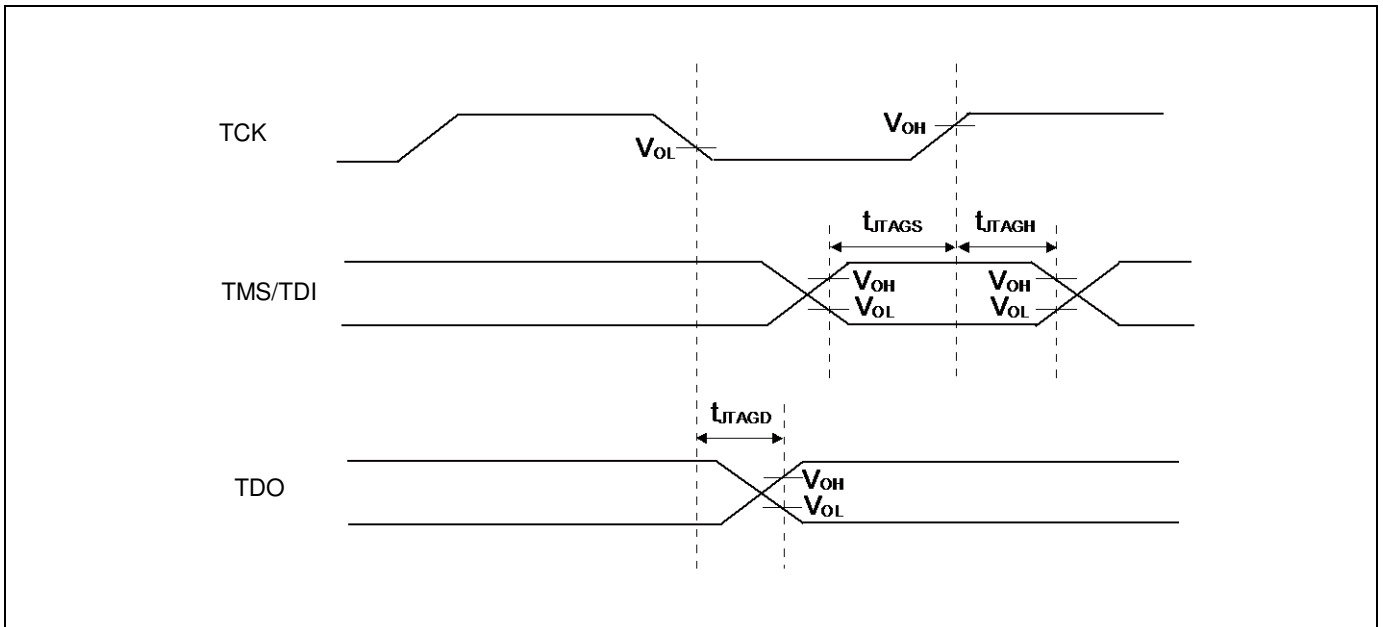 TCK
VOL
VOH
tJTAGS
tJTAGH
TMS/TDI
VOH
VOL
VOH
VOL
tJTAGD
TDO
VOH
VOL